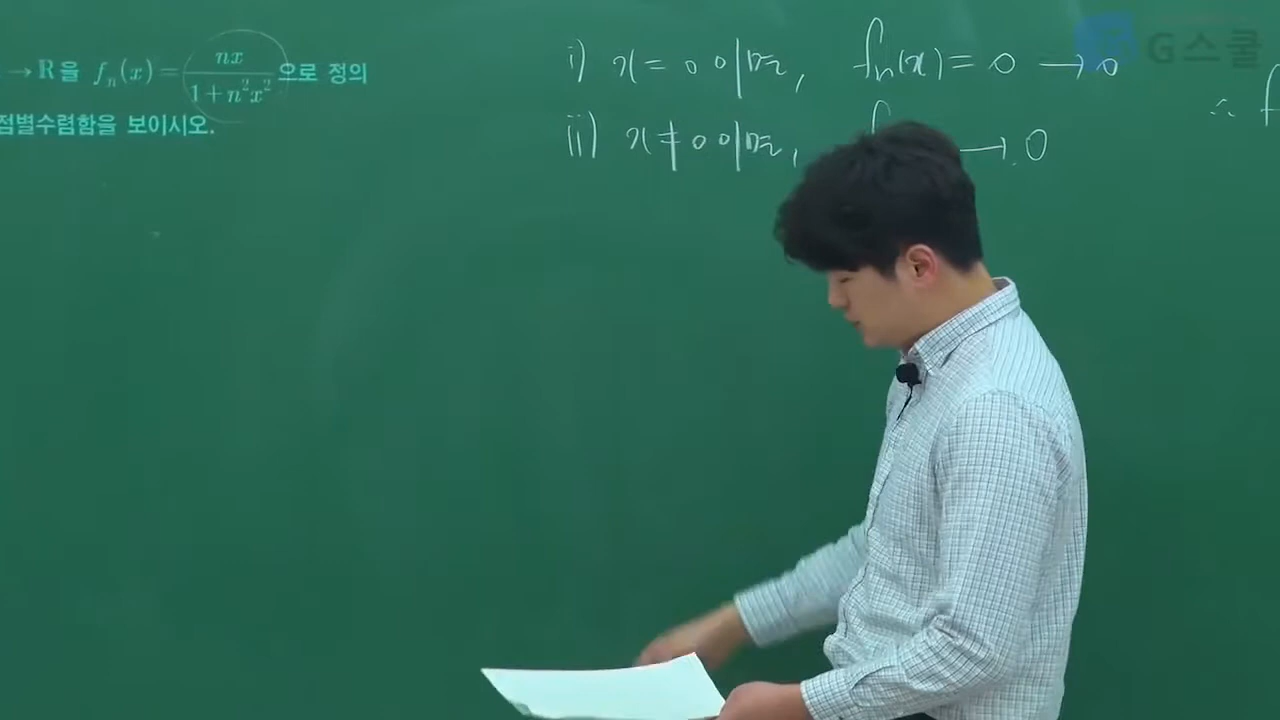 → ℝ을 fₙ(x) = nx / (1 + n²x²) 으로 정의
점별수렴함을 보이시오.
i) x = 0 이면, fₙ(x) = 0 → 0
ii) x ≠ 0 이면, f → 0
∴ f
G스쿨